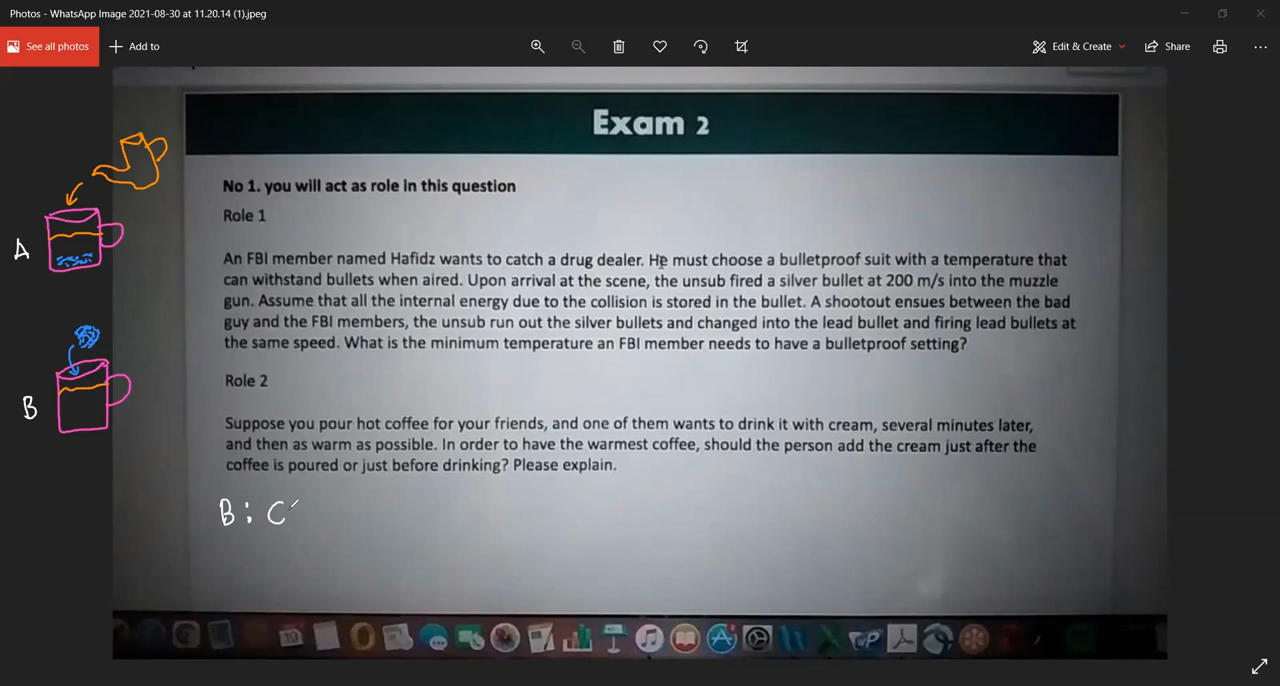 Photos - WhatsApp Image 2021-08-30 at 11.20.14 (1).jpeg
See all photos
Add to
Edit & Create
Share
Exam 2
No 1. you will act as role in this question
Role 1
An FBI member named Hafidz wants to catch a drug dealer. He must choose a bulletproof suit with a temperature that
can withstand bullets when aired. Upon arrival at the scene, the unsub fired a silver bullet at 200 m/s into the muzzle
gun. Assume that all the internal energy due to the collision is stored in the bullet. A shootout ensues between the bad
guy and the FBI members, the unsub run out the silver bullets and changed into the lead bullet and firing lead bullets at
the same speed. What is the minimum temperature an FBI member needs to have a bulletproof setting?
Role 2
Suppose you pour hot coffee for your friends, and one of them wants to drink it with cream, several minutes later,
and then as warm as possible. In order to have the warmest coffee, should the person add the cream just after the
coffee is poured or just before drinking? Please explain.
A
B
B : C